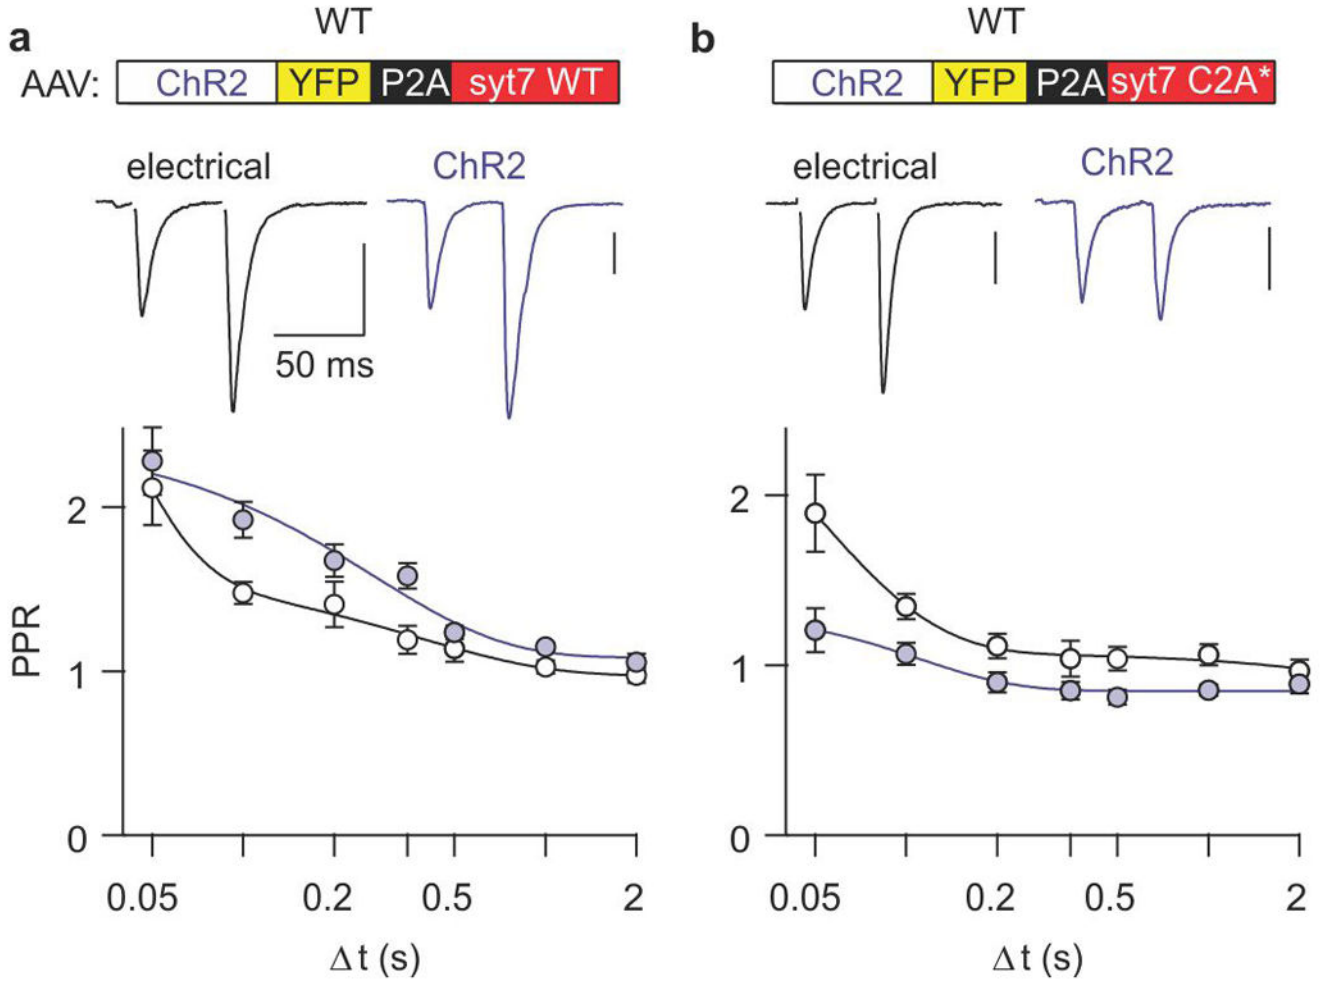 a
WT
AAV: ChR2 YFP P2A syt7 WT
electrical
ChR2
50 ms
2
1
0
PPR
0.05 0.2 0.5 2
Δt (s)
b
WT
ChR2 YFP P2A syt7 C2A*
electrical
ChR2
2
1
0
0.05 0.2 0.5 2
Δt (s)